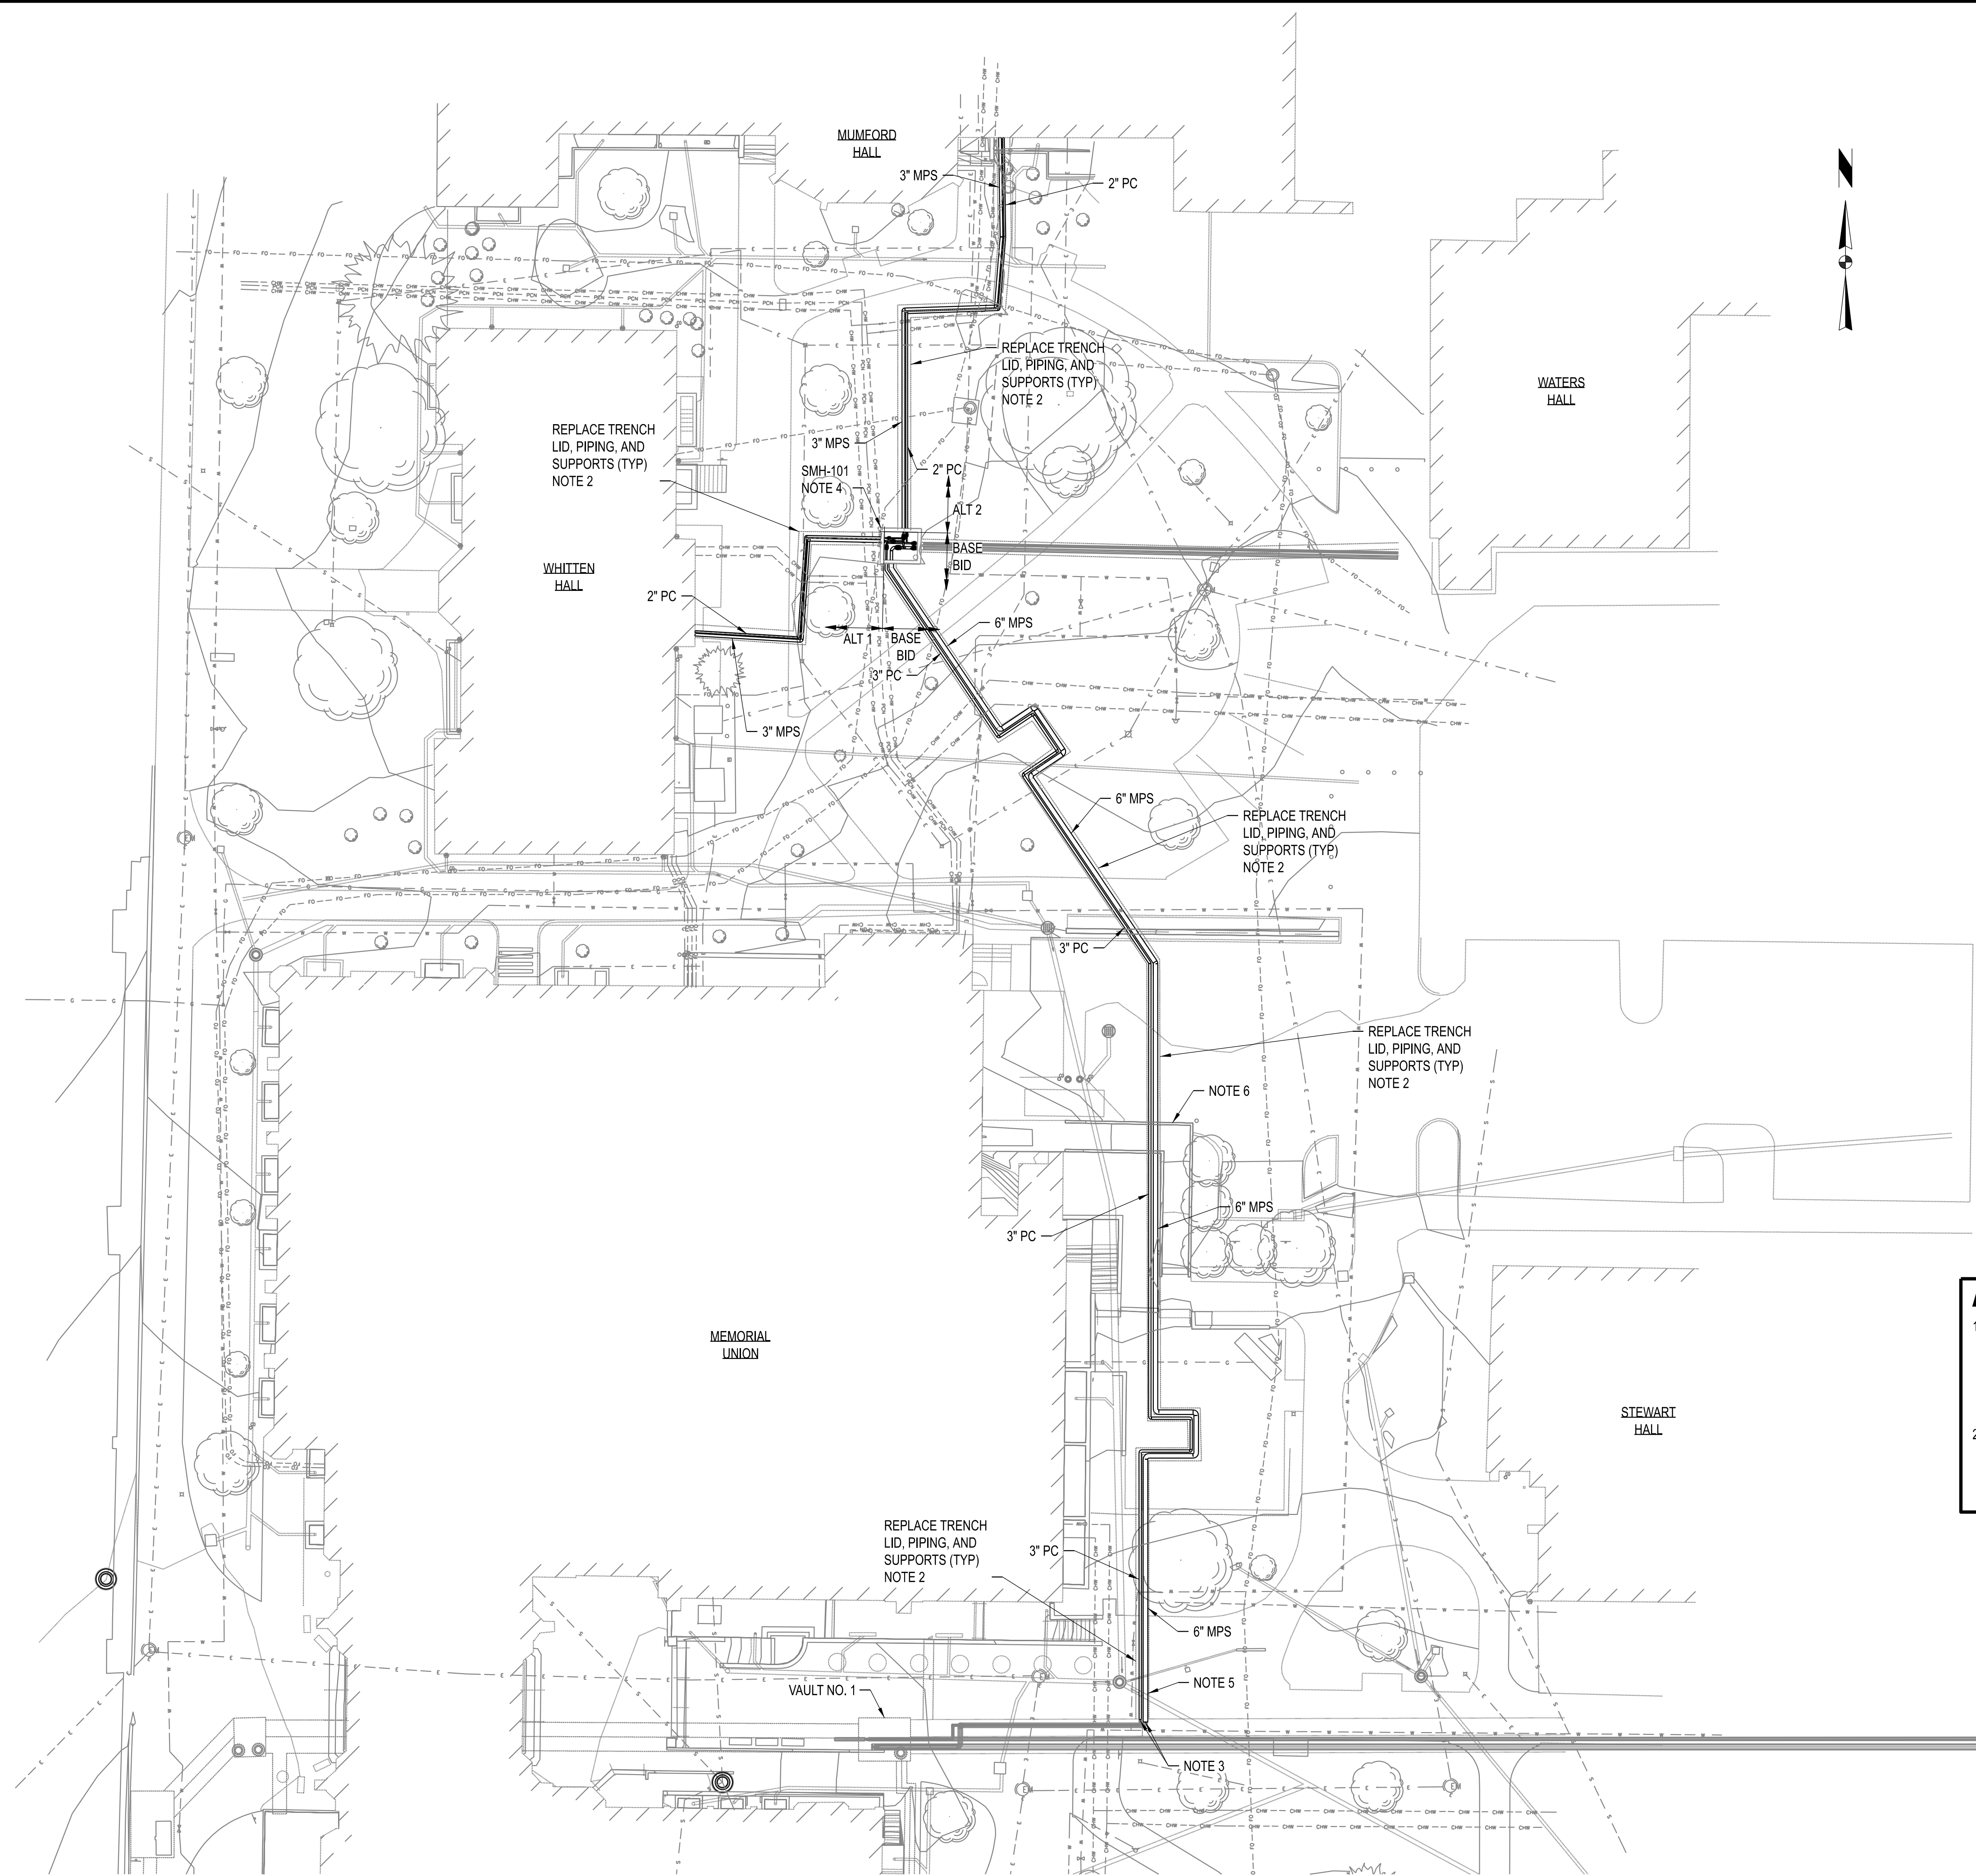 MUMFORD
HALL
3" MPS
2" PC
N
REPLACE TRENCH
LID, PIPING, AND
SUPPORTS (TYP)
NOTE 2
WATERS
HALL
REPLACE TRENCH
LID, PIPING, AND
SUPPORTS (TYP)
NOTE 2
3" MPS
2" PC
SMH-101
NOTE 4
ALT 2
BASE
BID
WHITTEN
HALL
2" PC
ALT 1
BASE
BID
6" MPS
3" PC
3" MPS
6" MPS
REPLACE TRENCH
LID, PIPING, AND
SUPPORTS (TYP)
NOTE 2
3" PC
REPLACE TRENCH
LID, PIPING, AND
SUPPORTS (TYP)
NOTE 2
NOTE 6
6" MPS
3" PC
MEMORIAL
UNION
STEWART
HALL
REPLACE TRENCH
LID, PIPING, AND
SUPPORTS (TYP)
NOTE 2
3" PC
6" MPS
NOTE 5
VAULT NO. 1
NOTE 3